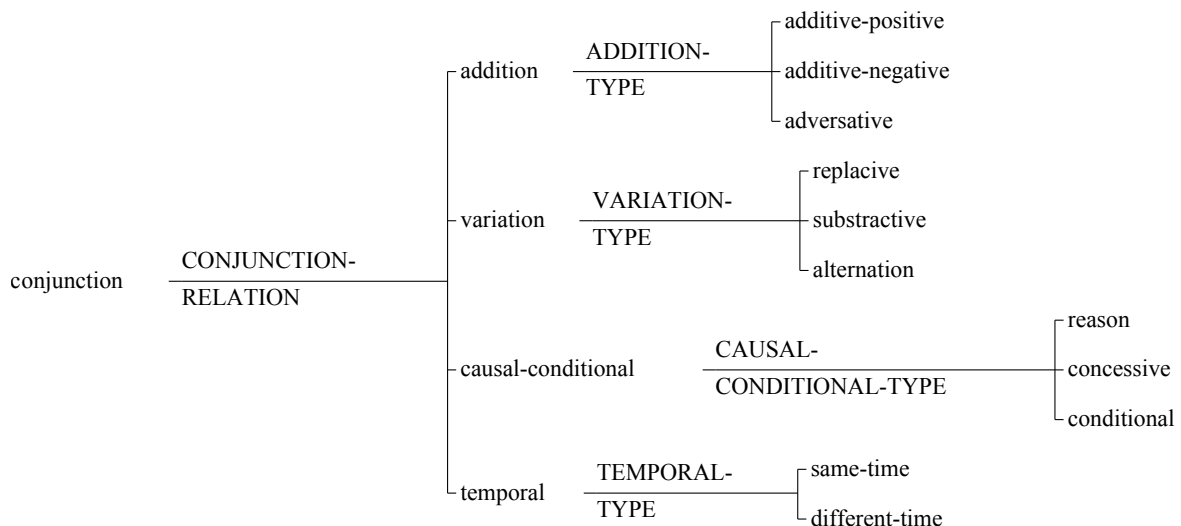 additive-positive
ADDITION-
addition
additive-negative
TYPE
adversative
replacive
VARIATION-
variation
substractive
TYPE
alternation
CONJUNCTION-
conjunction
RELATION
reason
CAUSAL-
causal-conditional
concessive
CONDITIONAL-TYPE
conditional
same-time
TEMPORAL-
temporal
TYPE
different-time